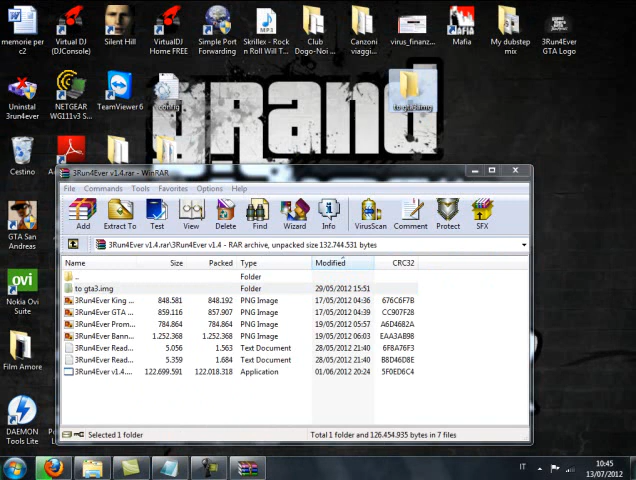 memorie per c2
Virtual DJ (DJConsole)
Silent Hill
VirtualDJ Home FREE
Simple Port Forwarding
Skrillex - Rock n Roll Will T...
Club Dogo-Noi ...
Canzoni viaggi...
virus_finanz...
Mafia
My dubstep mix
3Run4Ever GTA Logo
Uninstal 3run4ever
NETGEAR WG111v3 S...
TeamViewer 6
vconfig
to gta3.img
grand
Cestino
GTA San Andreas
Nokia Ovi Suite
Film Amore
DAEMON Tools Lite
3Run4Ever v1.4.rar - WinRAR
File Commands Tools Favorites Options Help
Add Extract To Test View Delete Find Wizard Info VirusScan Comment Protect SFX
3Run4Ever v1.4.rar\3Run4Ever v1.4 - RAR archive, unpacked size 132.744.531 bytes
Name Size Packed Type Modified CRC32
.. Folder
to gta3.img Folder 29/05/2012 15:51
3Run4Ever King ... 848.581 848.192 PNG Image 17/05/2012 04:36 676C6F7B
3Run4Ever GTA ... 859.116 857.907 PNG Image 17/05/2012 04:39 CC907F28
3Run4Ever Prom... 784.864 784.864 PNG Image 19/05/2012 05:57 A6D4682A
3Run4Ever Bann... 1.252.368 1.252.368 PNG Image 19/05/2012 06:03 EAA3AB98
3Run4Ever Read... 5.056 1.563 Text Document 28/05/2012 21:40 6FBA76F3
3Run4Ever Read... 5.359 1.684 Text Document 28/05/2012 21:40 B8D46D8E
3Run4Ever v1.4.... 122.699.591 122.018.318 Application 01/06/2012 20:24 5F0ED6C4
Selected 1 folder
Total 1 folder and 126.454.935 bytes in 7 files
IT
10:45
13/07/2012